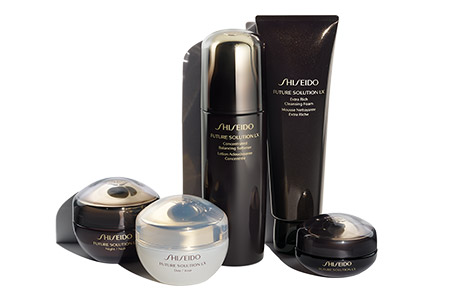 SHISEIDO
FUTURE SOLUTION LX
Extra Rich
Cleansing Foam
Mousse Nettoyante
Extra Riche
SHISEIDO
FUTURE SOLUTION LX
Concentrated
Balancing Softener
Lotion Adoucissante
Concentrée
SHISEIDO
FUTURE SOLUTION LX
Night / Nuit
SHISEIDO
FUTURE SOLUTION LX
Day / Jour
SHISEIDO
FUTURE SOLUTION LX